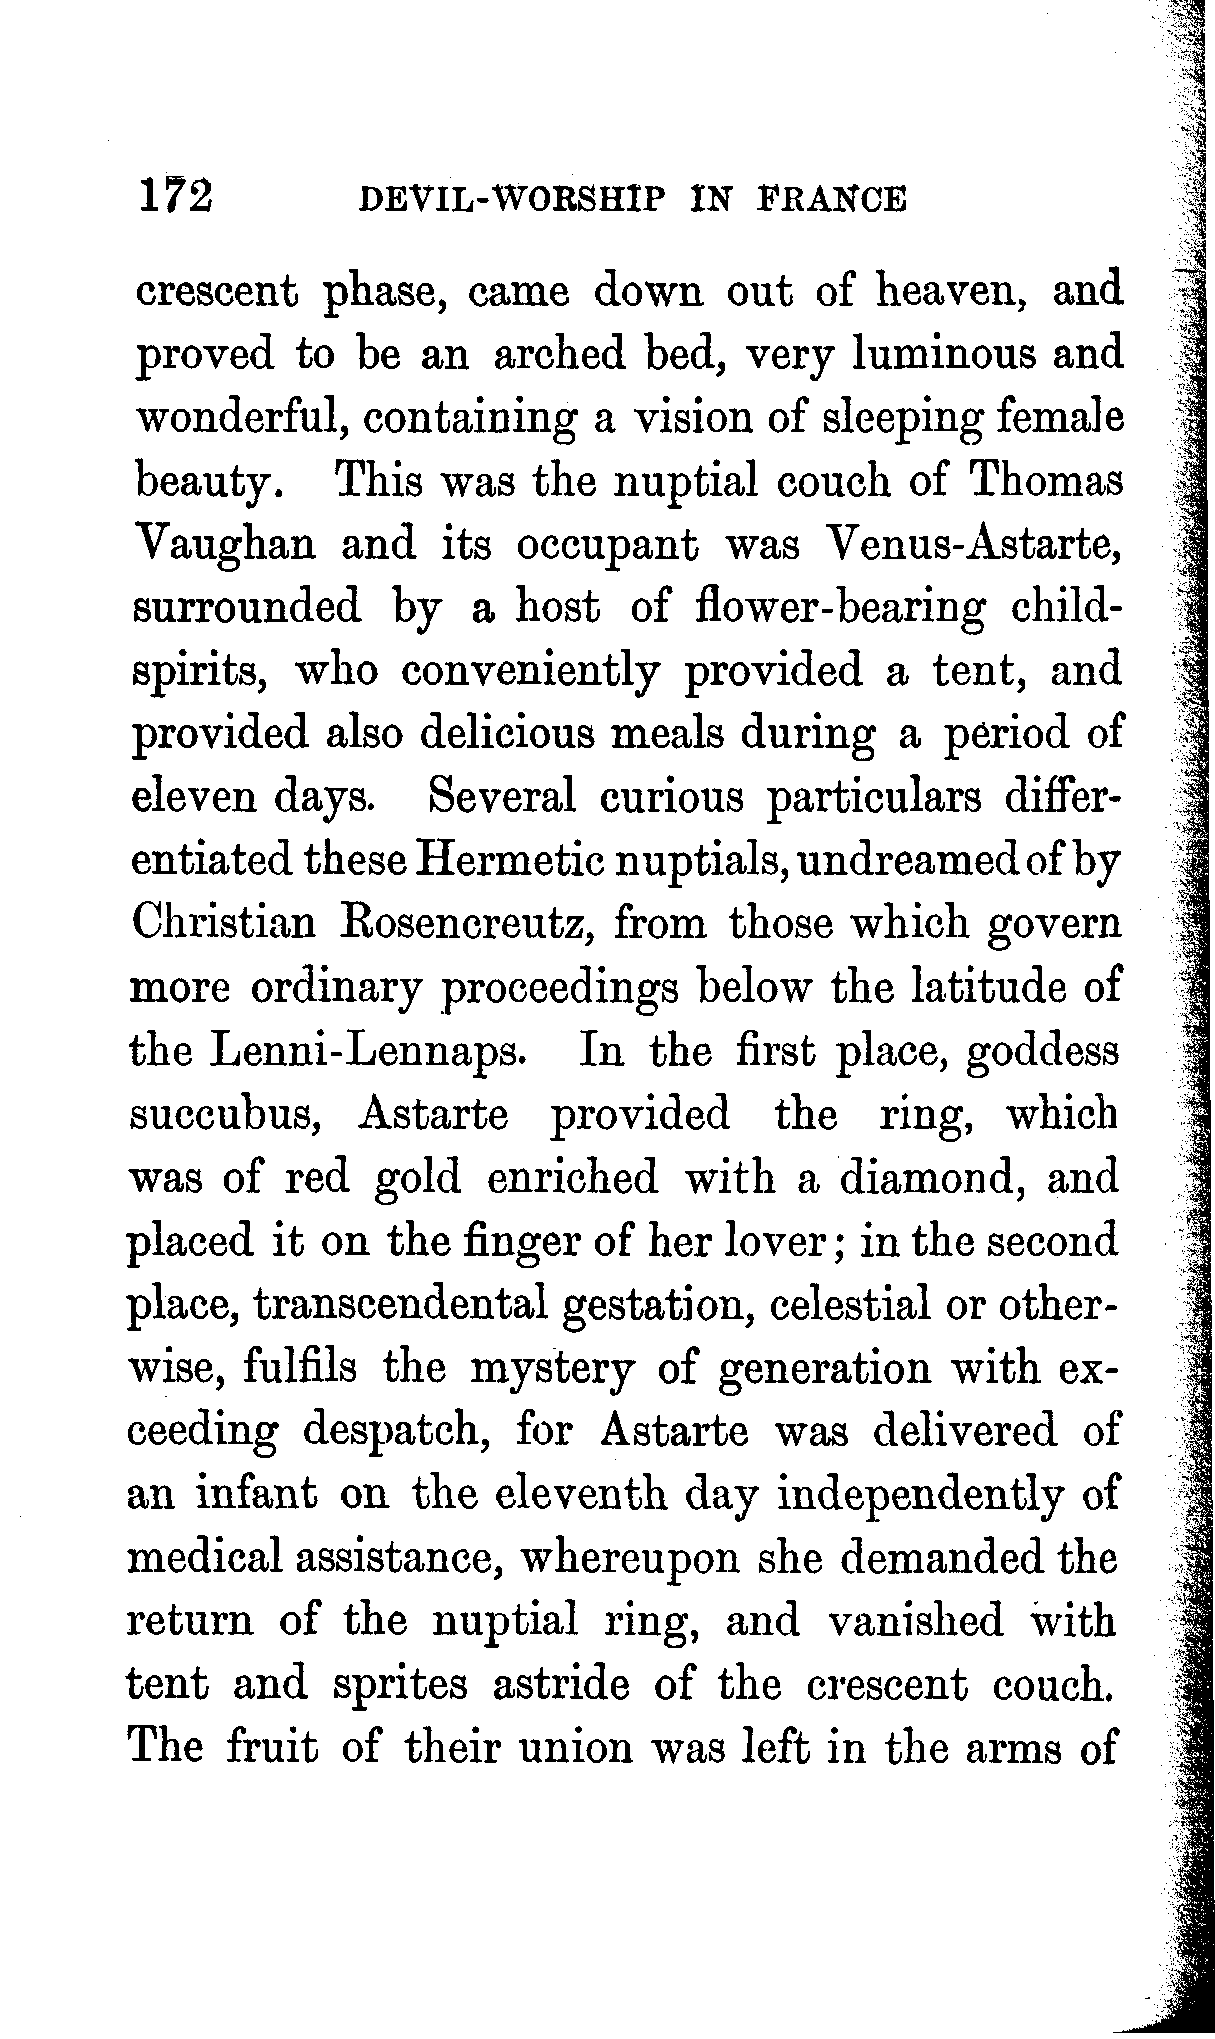 172 DEVIL-WORSHIP IN FRANCE
crescent phase, came down out of heaven, and
proved to be an arched bed, very luminous and
wonderful, containing a vision of sleeping female
beauty. This was the nuptial couch of Thomas
Vaughan and its occupant was Venus-Astarte,
surrounded by a host of flower-bearing child-
spirits, who conveniently provided a tent, and
provided also delicious meals during a period of
eleven days. Several curious particulars differ-
entiated these Hermetic nuptials, undreamed of by
Christian Rosencreutz, from those which govern
more ordinary proceedings below the latitude of
the Lenni-Lennaps. In the first place, goddess
succubus, Astarte provided the ring, which
was of red gold enriched with a diamond, and
placed it on the finger of her lover; in the second
place, transcendental gestation, celestial or other-
wise, fulfils the mystery of generation with ex-
ceeding despatch, for Astarte was delivered of
an infant on the eleventh day independently of
medical assistance, whereupon she demanded the
return of the nuptial ring, and vanished with
tent and sprites astride of the crescent couch.
The fruit of their union was left in the arms of